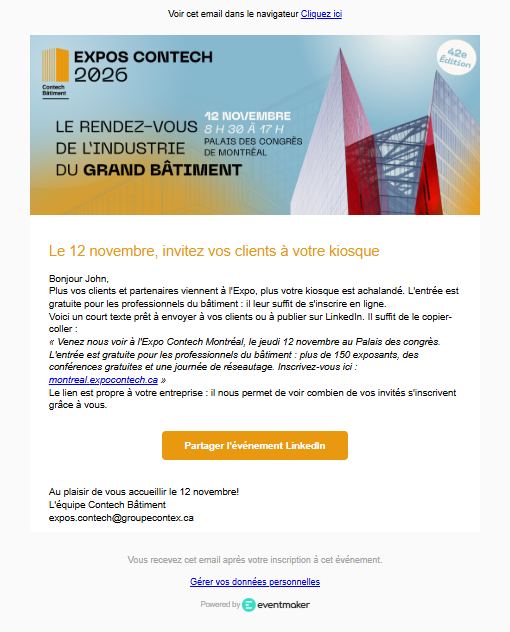 Voir cet email dans le navigateur Cliquez ici
EXPOS CONTECH
2026
42e
Édition
Contech
Bâtiment
12 NOVEMBRE
8 H 30 À 17 H
PALAIS DES CONGRÈS
DE MONTRÉAL
LE RENDEZ-VOUS
DE L'INDUSTRIE
DU GRAND BÂTIMENT
Le 12 novembre, invitez vos clients à votre kiosque
Bonjour John,
Plus vos clients et partenaires viennent à l'Expo, plus votre kiosque est achalandé. L'entrée est
gratuite pour les professionnels du bâtiment : il leur suffit de s'inscrire en ligne.
Voici un court texte prêt à envoyer à vos clients ou à publier sur LinkedIn. Il suffit de le copier-
coller :
« Venez nous voir à l'Expo Contech Montréal, le jeudi 12 novembre au Palais des congrès.
L'entrée est gratuite pour les professionnels du bâtiment : plus de 150 exposants, des
conférences gratuites et une journée de réseautage. Inscrivez-vous ici :
montreal.expocontech.ca »
Le lien est propre à votre entreprise : il nous permet de voir combien de vos invités s'inscrivent
grâce à vous.
Partager l'événement LinkedIn
Au plaisir de vous accueillir le 12 novembre!
L'équipe Contech Bâtiment
expos.contech@groupecontex.ca
Vous recevez cet email après votre inscription à cet événement.
Gérer vos données personnelles
Powered by eventmaker